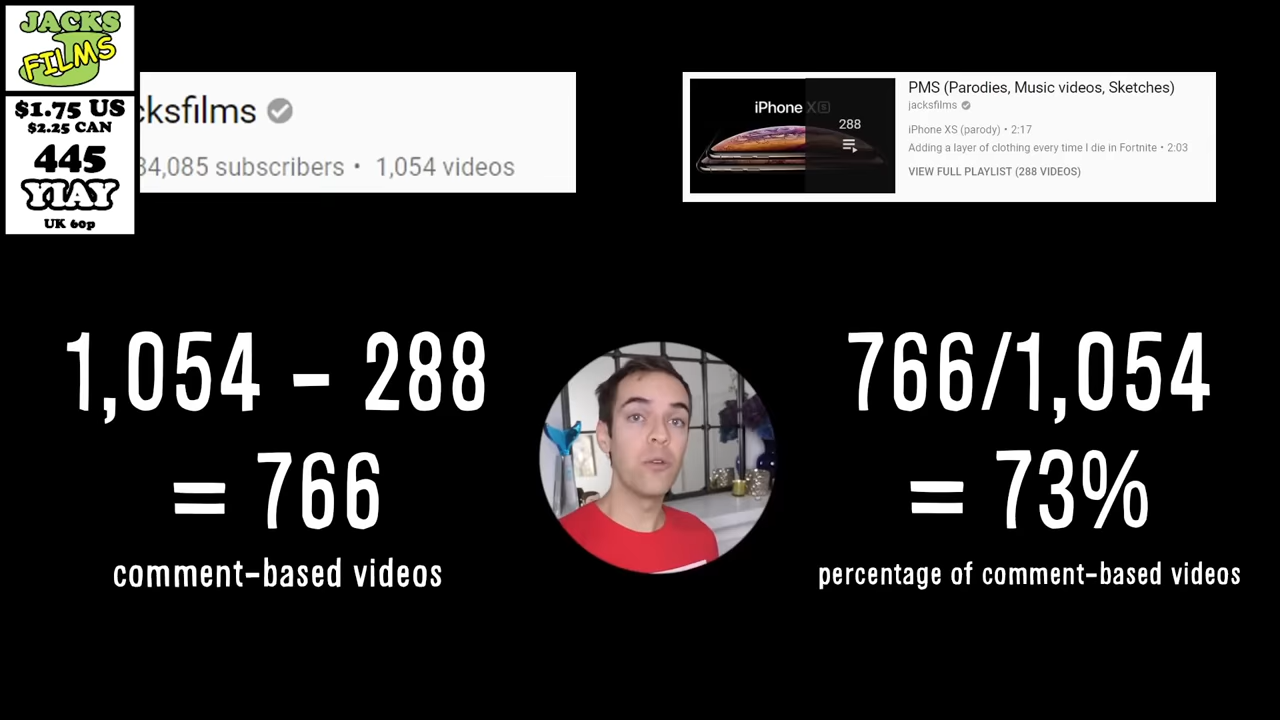 JACKS
FILMS
$1.75 US
$2.25 CAN
445
YIAY
UK 60p
cksfilms
34,085 subscribers • 1,054 videos
iPhone XS
288
PMS (Parodies, Music videos, Sketches)
jacksfilms
iPhone XS (parody) • 2:17
Adding a layer of clothing every time I die in Fortnite • 2:03
VIEW FULL PLAYLIST (288 VIDEOS)
1,054 - 288
= 766
comment-based videos
766/1,054
= 73%
percentage of comment-based videos